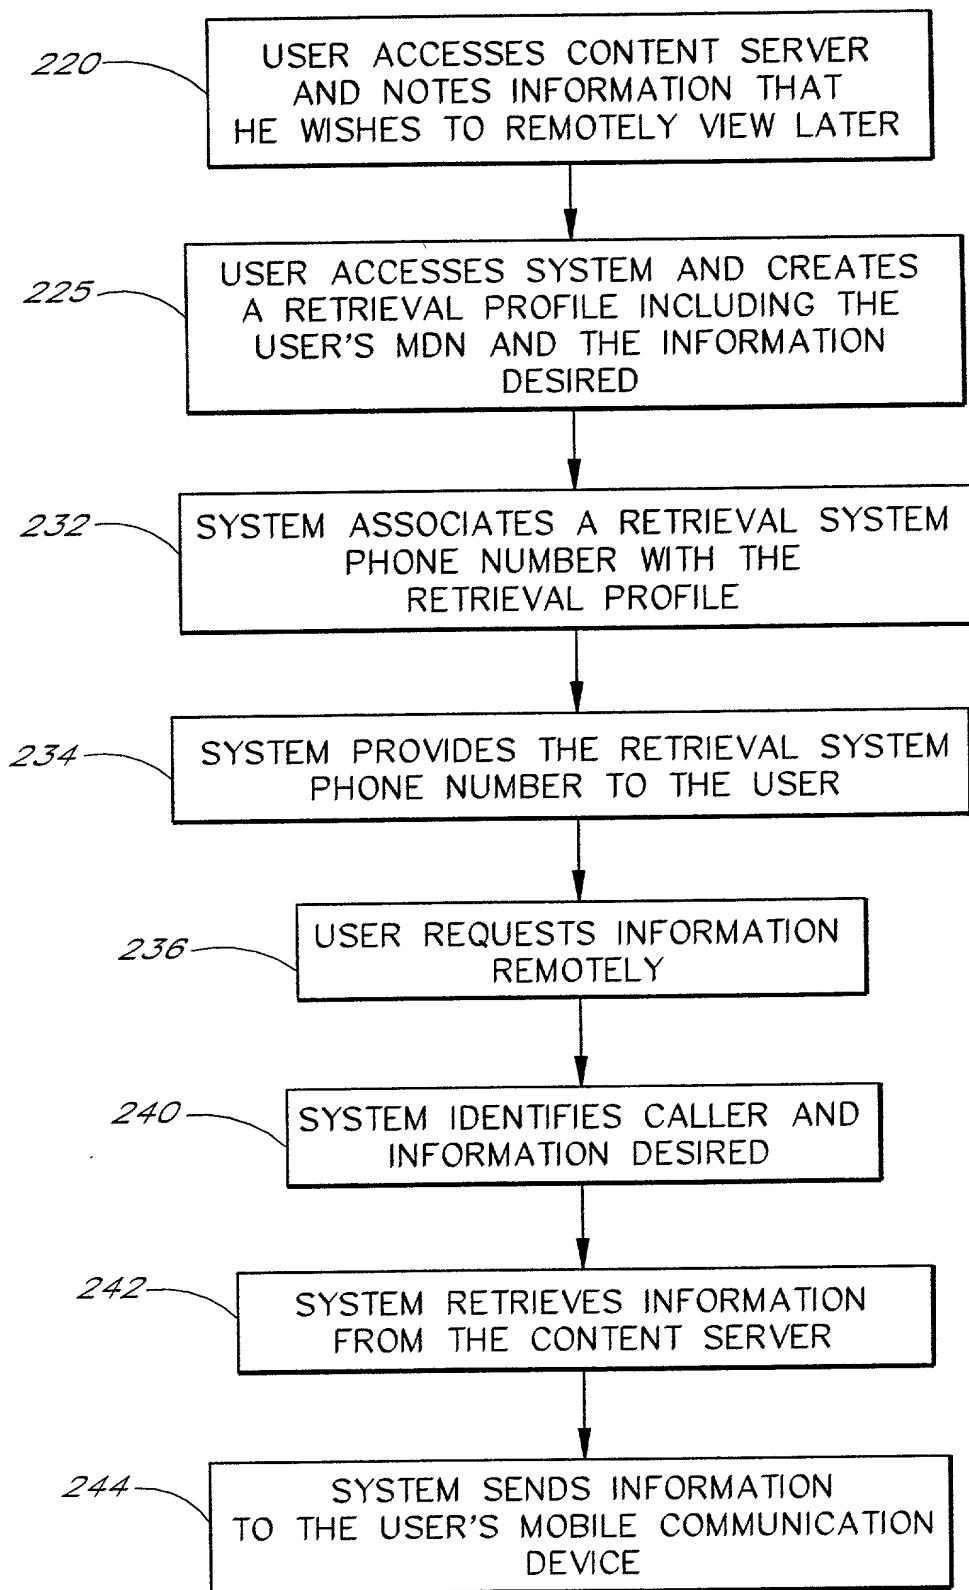 220
USER ACCESSES CONTENT SERVER
AND NOTES INFORMATION THAT
HE WISHES TO REMOTELY VIEW LATER
225
USER ACCESSES SYSTEM AND CREATES
A RETRIEVAL PROFILE INCLUDING THE
USER'S MDN AND THE INFORMATION
DESIRED
232
SYSTEM ASSOCIATES A RETRIEVAL SYSTEM
PHONE NUMBER WITH THE
RETRIEVAL PROFILE
234
SYSTEM PROVIDES THE RETRIEVAL SYSTEM
PHONE NUMBER TO THE USER
236
USER REQUESTS INFORMATION
REMOTELY
240
SYSTEM IDENTIFIES CALLER AND
INFORMATION DESIRED
242
SYSTEM RETRIEVES INFORMATION
FROM THE CONTENT SERVER
244
SYSTEM SENDS INFORMATION
TO THE USER'S MOBILE COMMUNICATION
DEVICE